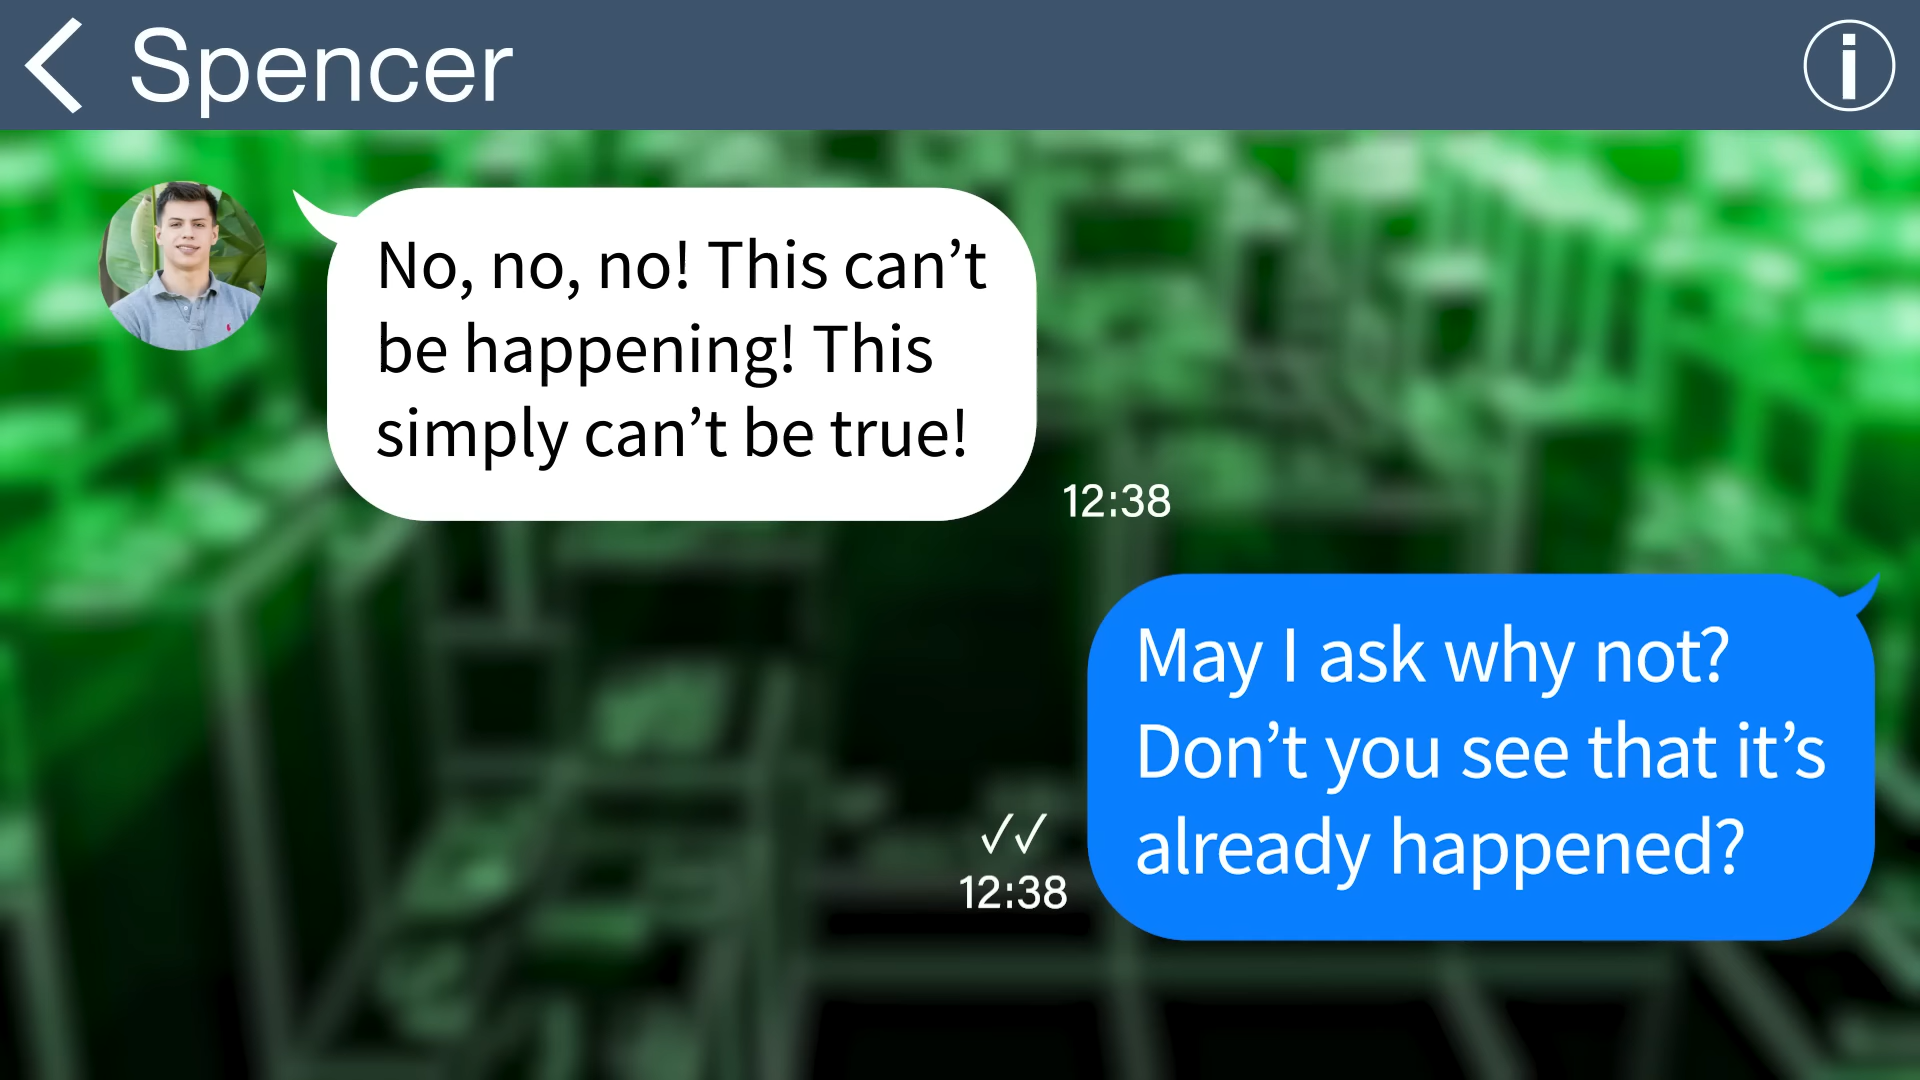 Spencer
No, no, no! This can’t
be happening! This
simply can’t be true!
12:38
May I ask why not?
Don’t you see that it’s
already happened?
✓✓
12:38